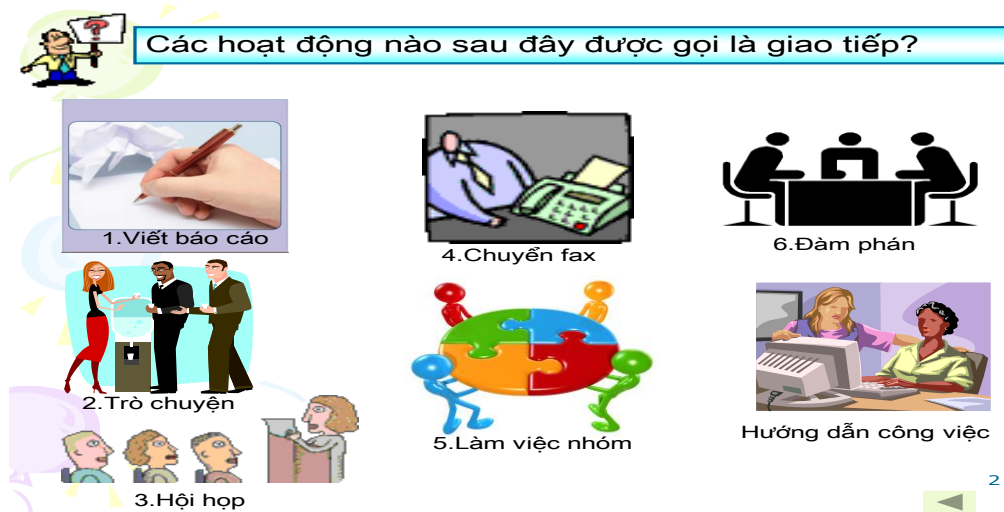 ?
Các hoạt động nào sau đây được gọi là giao tiếp?
1.Viết báo cáo
2.Trò chuyện
3.Hội họp
4.Chuyển fax
5.Làm việc nhóm
6.Đàm phán
Hướng dẫn công việc
2